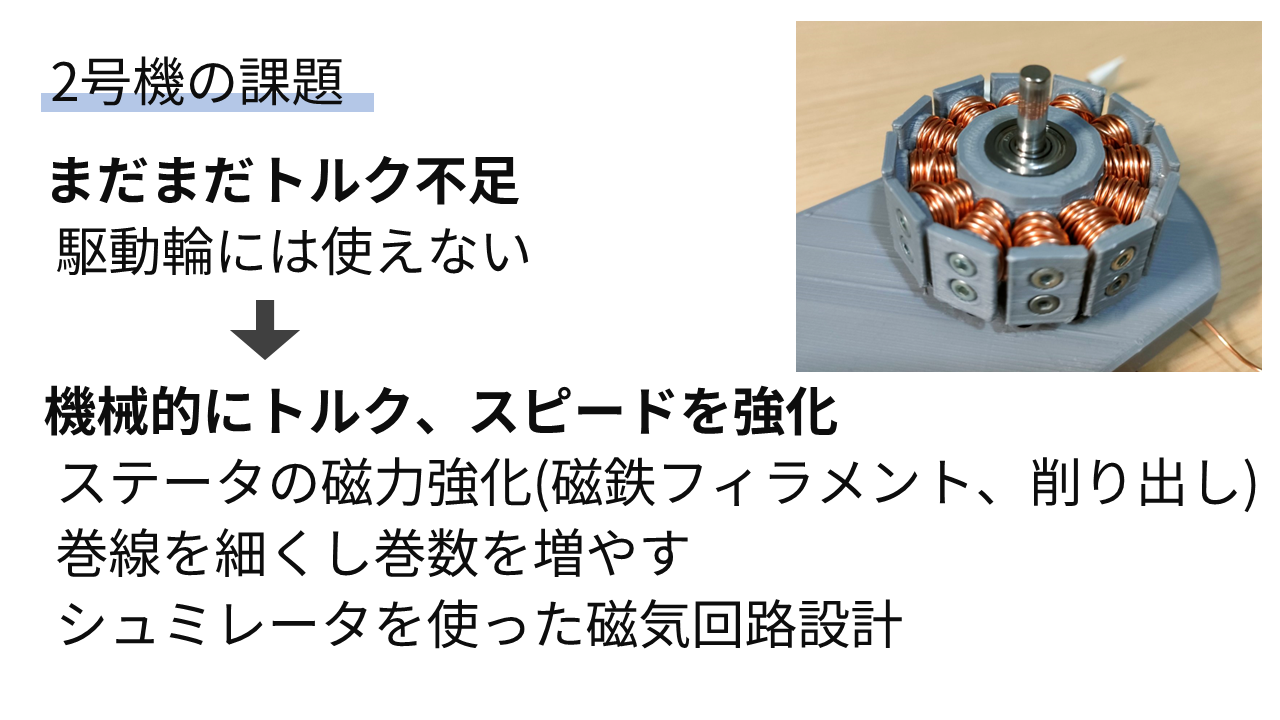 2号機の課題
まだまだトルク不足
駆動輪には使えない
機械的にトルク、スピードを強化
ステータの磁力強化(磁鉄フィラメント、削り出し)
巻線を細くし巻数を増やす
シュミレータを使った磁気回路設計